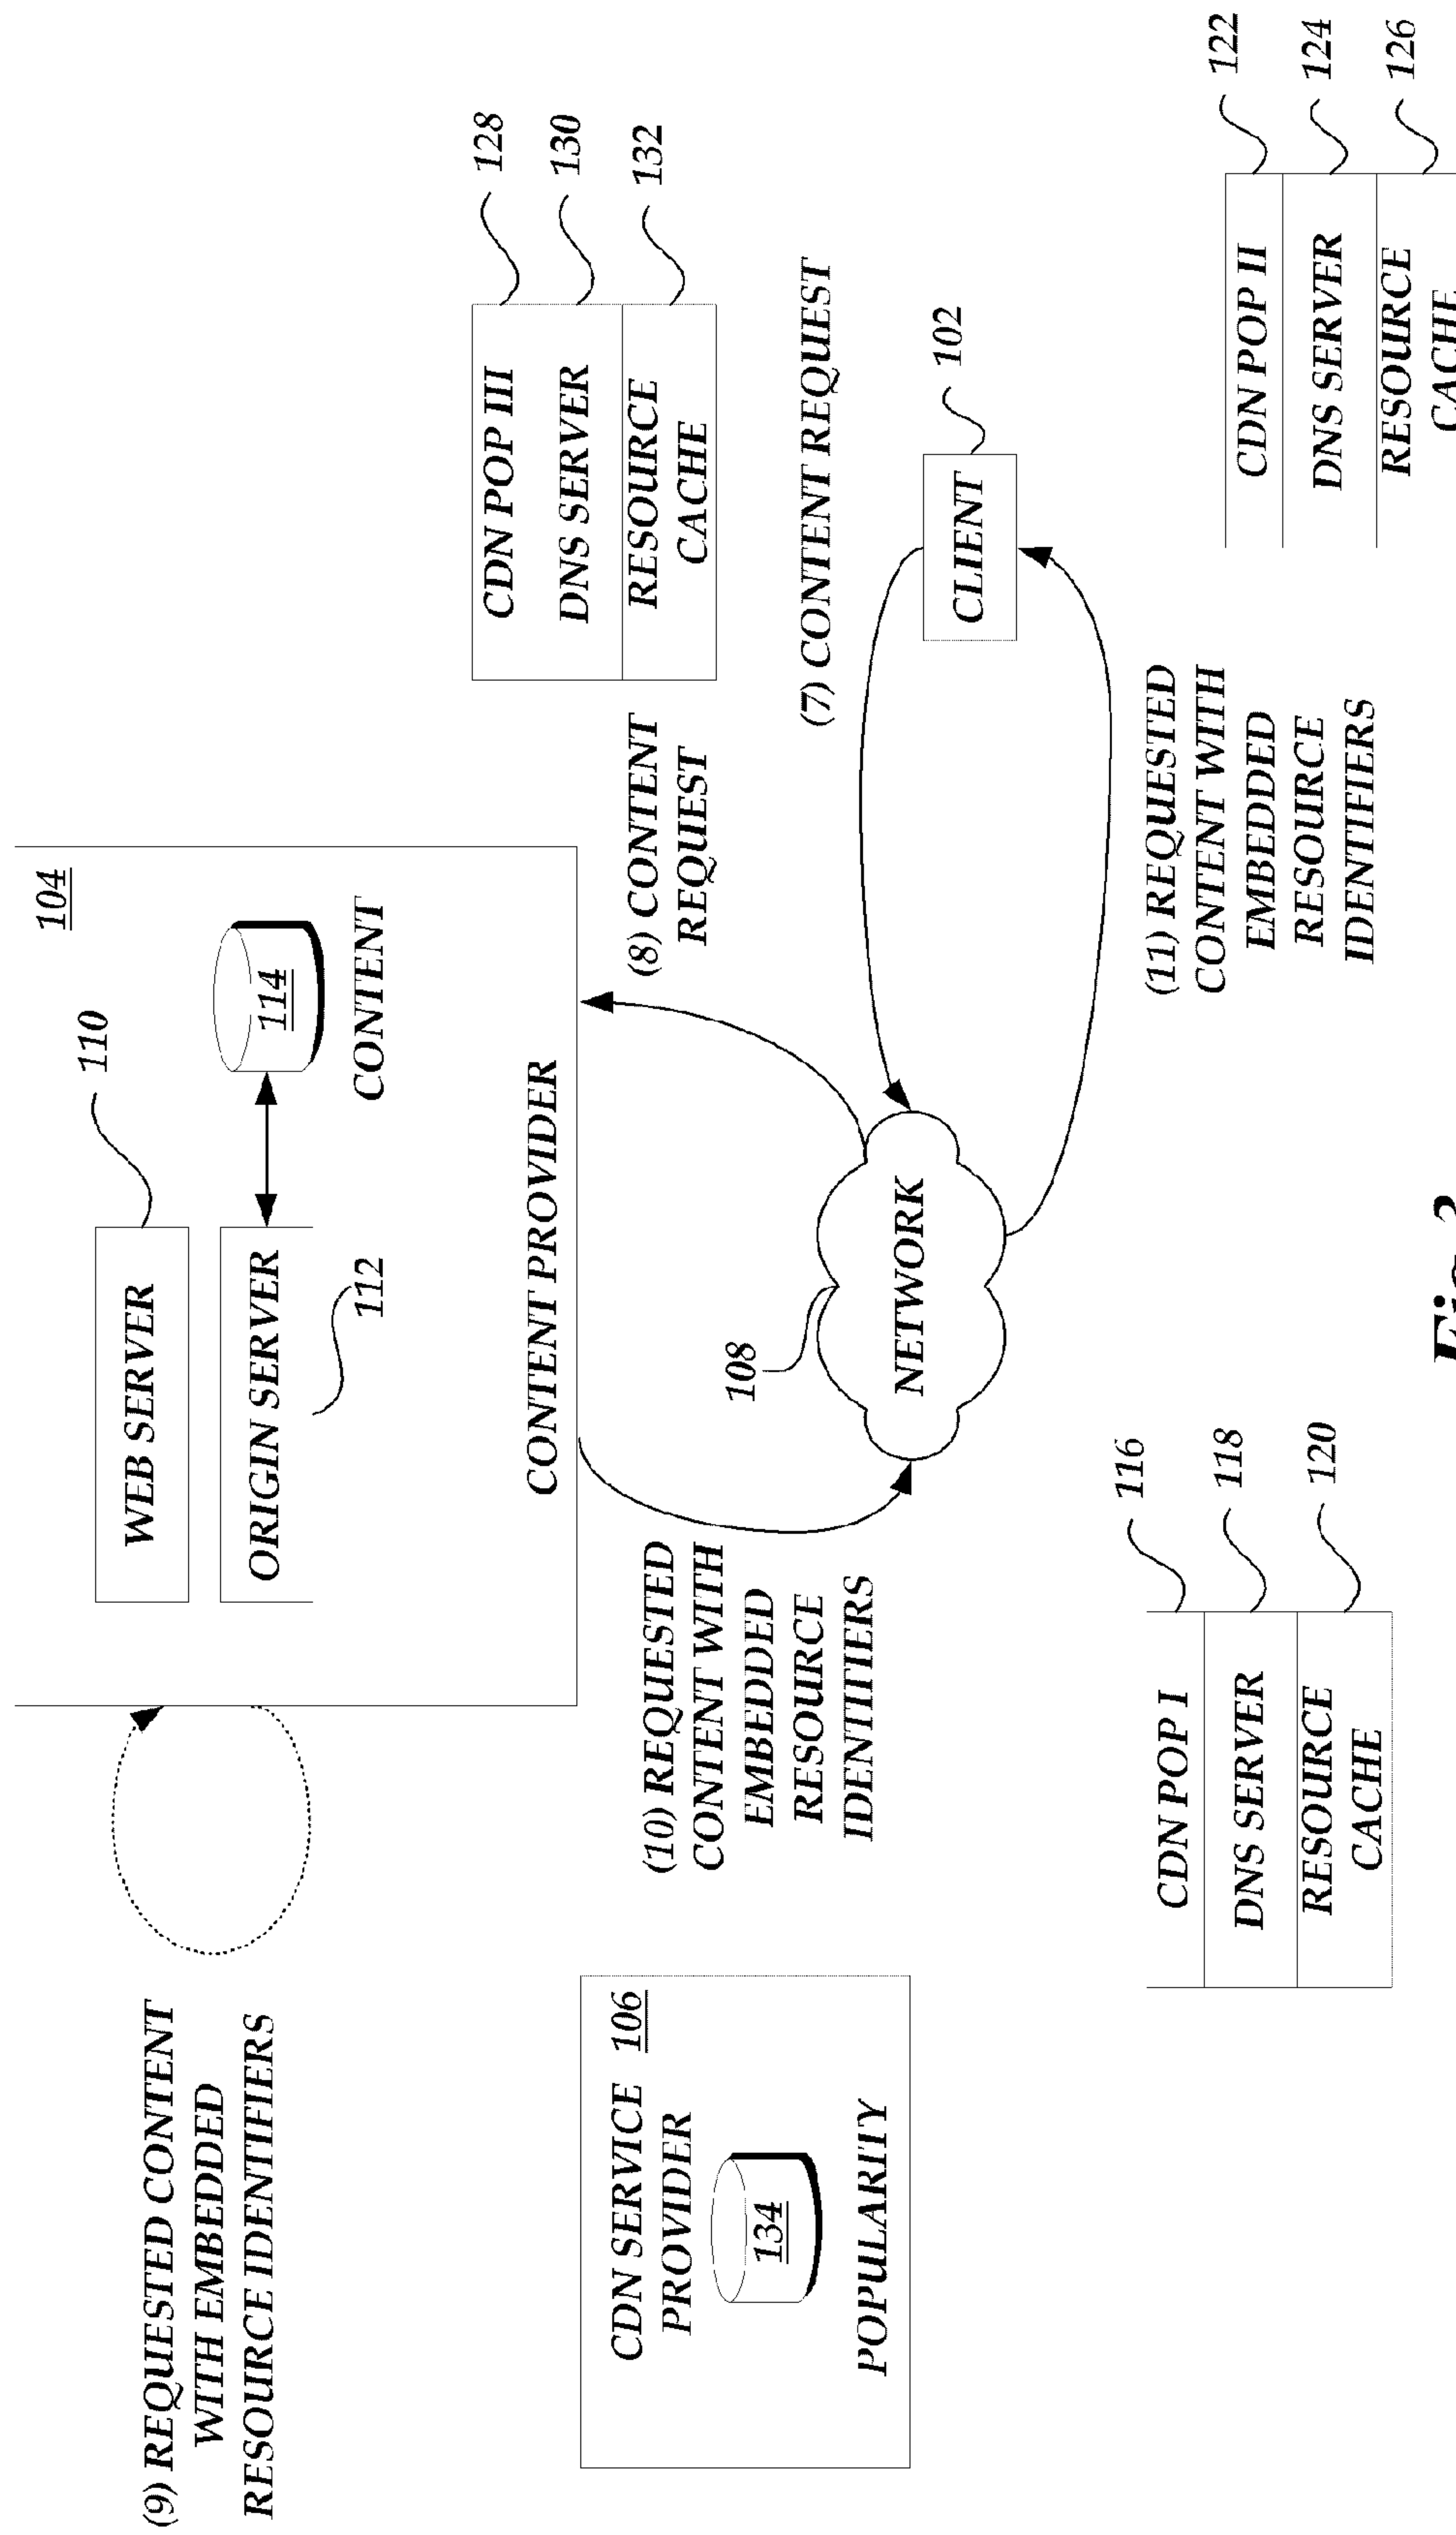 (9) REQUESTED CONTENT
WITH EMBEDDED
RESOURCE IDENTIFIERS
WEB SERVER
110
104
ORIGIN SERVER
112
114
CONTENT
CONTENT PROVIDER
CDN SERVICE 106
PROVIDER
134
POPULARITY
(10) REQUESTED
CONTENT WITH
EMBEDDED
RESOURCE
IDENTITIERS
(8) CONTENT
REQUEST
CDN POP III
128
DNS SERVER
130
RESOURCE
CACHE
132
108
NETWORK
(7) CONTENT REQUEST
CLIENT
102
(11) REQUESTED
CONTENT WITH
EMBEDDED
RESOURCE
IDENTIFIERS
CDN POP I
116
DNS SERVER
118
RESOURCE
CACHE
120
CDN POP II
122
DNS SERVER
124
RESOURCE
CACHE
126